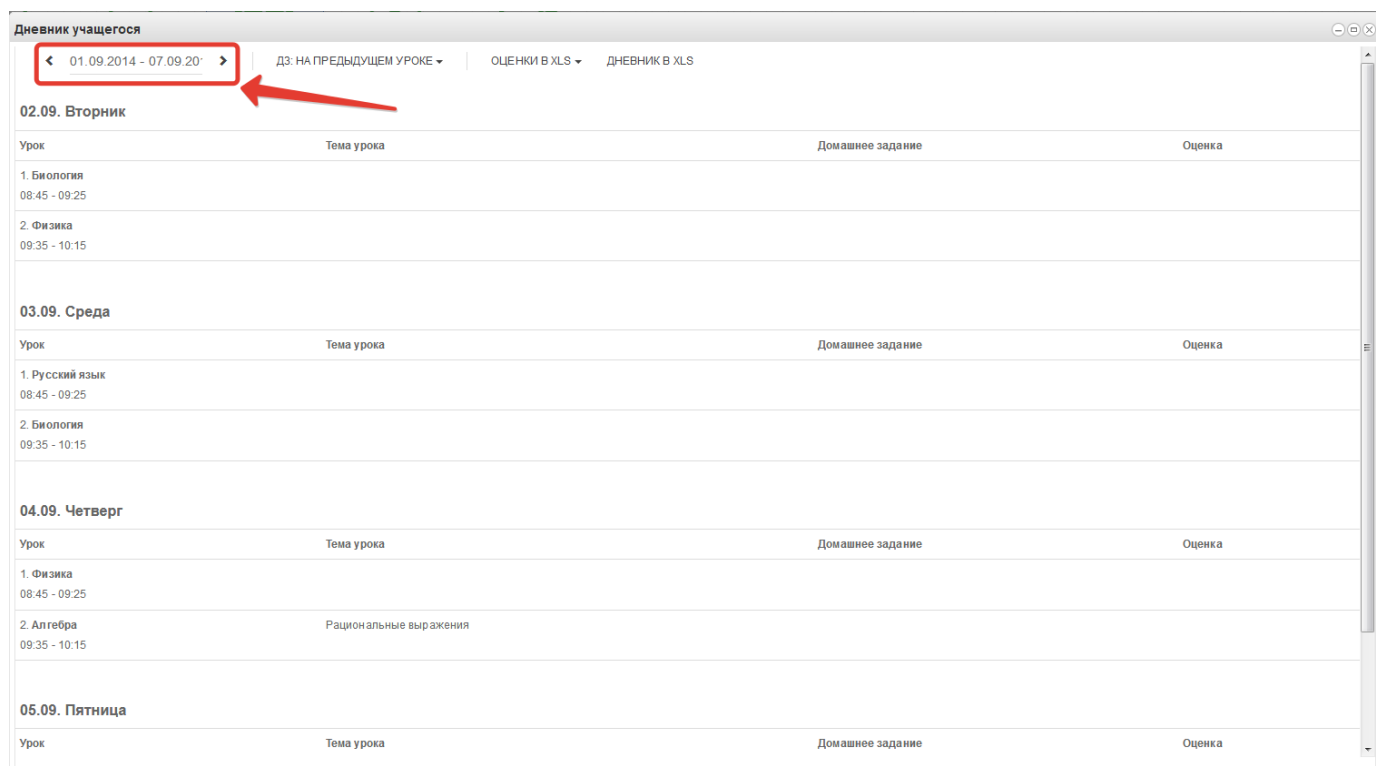 Дневник учащегося
01.09.2014 - 07.09.20 ДЗ: НА ПРЕДЫДУЩЕМ УРОКЕ ОЦЕНКИ В XLS ДНЕВНИК В XLS
02.09. Вторник
Урок Тема урока Домашнее задание Оценка
1. Биология
08:45 - 09:25
2. Физика
09:35 - 10:15
03.09. Среда
Урок Тема урока Домашнее задание Оценка
1. Русский язык
08:45 - 09:25
2. Биология
09:35 - 10:15
04.09. Четверг
Урок Тема урока Домашнее задание Оценка
1. Физика
08:45 - 09:25
2. Алгебра Рациональные выражения
09:35 - 10:15
05.09. Пятница
Урок Тема урока Домашнее задание Оценка